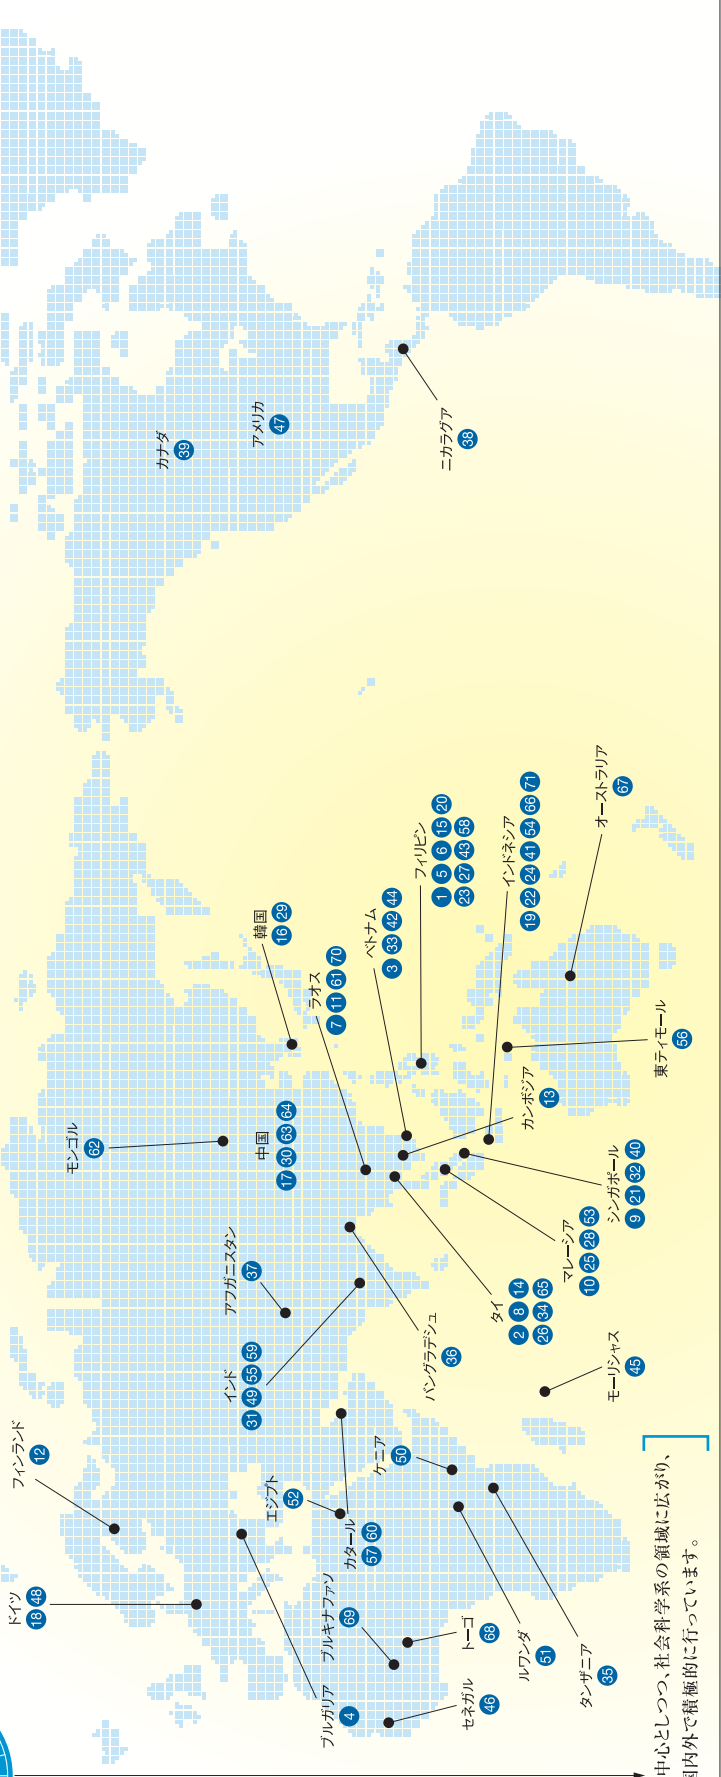 ドイツ
18 48
フィンランド
12
モンゴル
62
カナダ
39
アフガニスタン
37
インド
31 49 55 59
中国
17 30 63 64
韓国
16 29
アメリカ
47
エジプト
52
ブルガリア
4
ブルキナファソ
69
カタール
57 60
ラオス
7 11 61 70
ケニア
50
ベトナム
3 33 42 44
バングラデシュ
36
フィリピン
1 5 6 15 20
23 27 43 58
ニカラグア
38
セネガル
46
トーゴ
68
タイ
2 8 14
26 34 65
インドネシア
19 22 24 41 54 66 71
ルワンダ
51
カンボジア
13
マレーシア
10 25 28 53
タンザニア
35
モーリシャス
45
シンガポール
9 21 32 40
オーストラリア
67
東ティモール
56
中心としつつ、社会科学系の領域に広がり、
国内外で積極的に行っています。